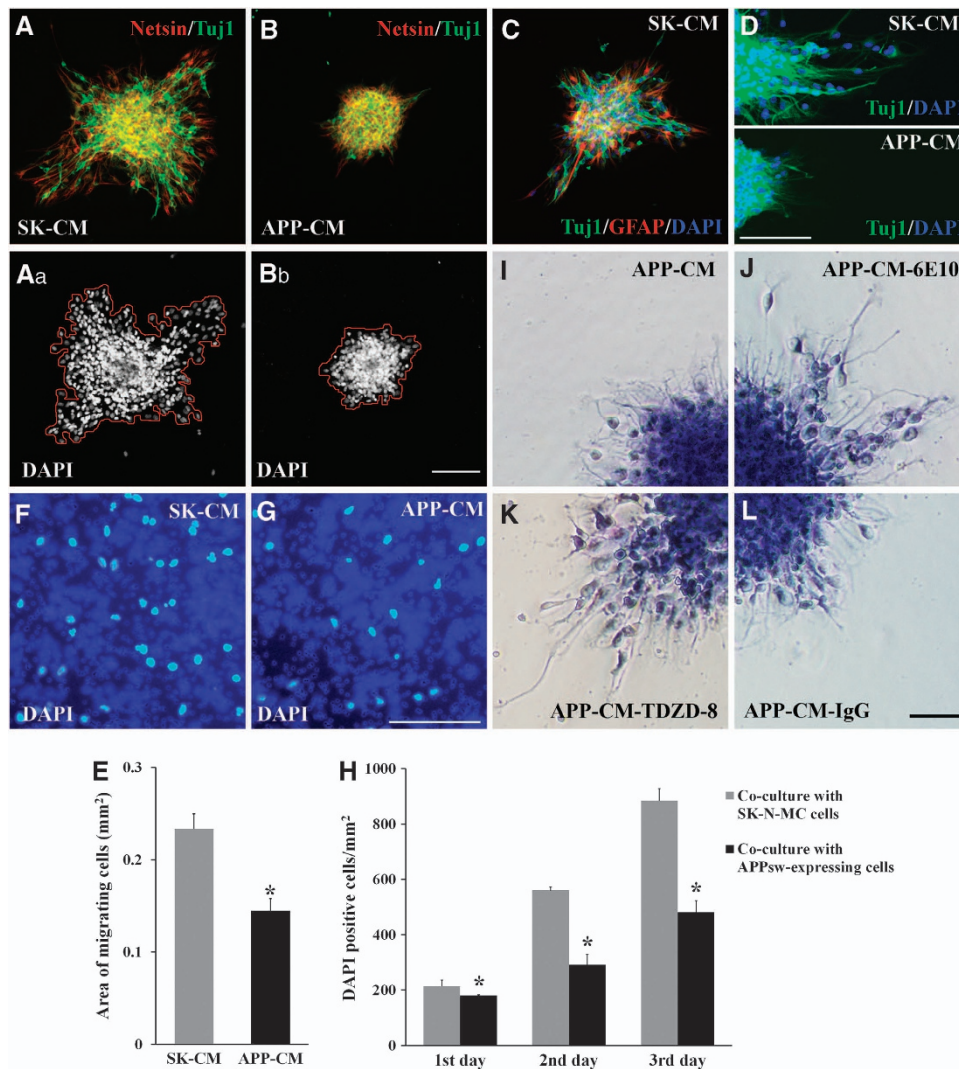 A
Netsin/Tuj1
SK-CM
B
Netsin/Tuj1
APP-CM
C
SK-CM
Tuj1/GFAP/DAPI
D
SK-CM
Tuj1/DAPI
APP-CM
Tuj1/DAPI
Aa
DAPI
Bb
DAPI
I
APP-CM
J
APP-CM-6E10
F
SK-CM
DAPI
G
APP-CM
DAPI
K
APP-CM-TDZD-8
L
APP-CM-IgG
E
Area of migrating cells (mm²)
0.3
0.2
0.1
0
*
SK-CM
APP-CM
H
DAPI positive cells/mm²
1000
800
600
400
200
0
*
*
*
1st day
2nd day
3rd day
Co-culture with
SK-N-MC cells
Co-culture with
APPsw-expressing cells